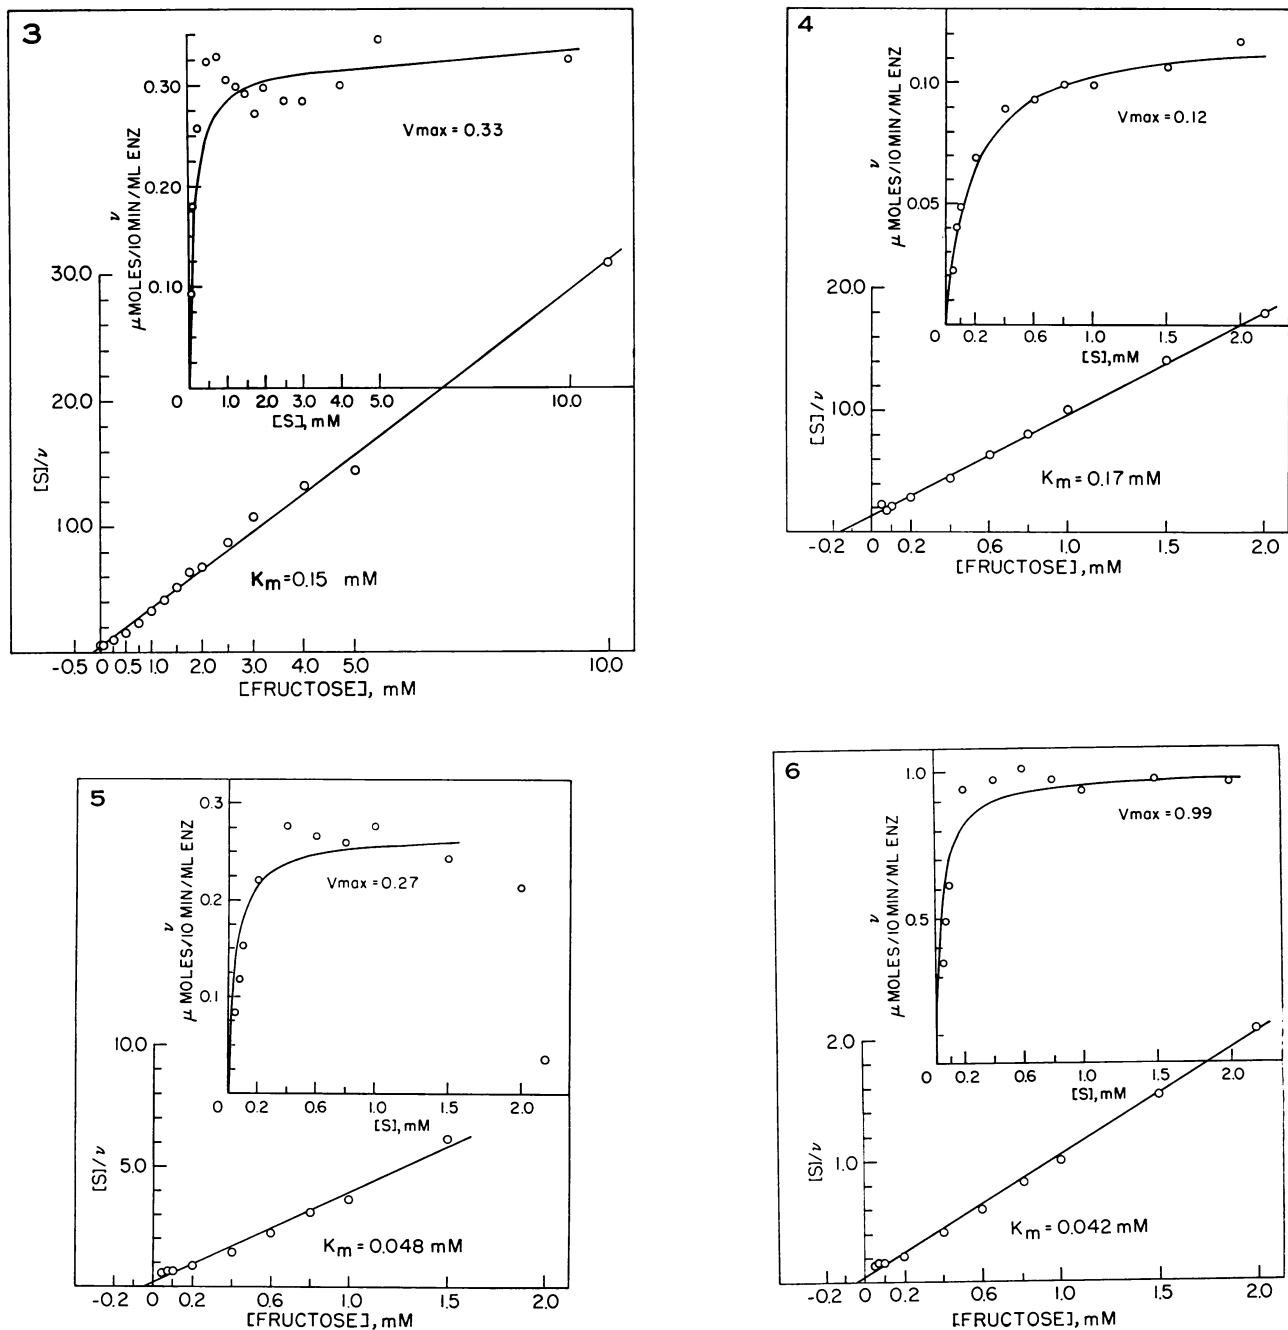 3
ν
μMOLES/10MIN/ML ENZ
0.30
0.20
0.10
Vmax = 0.33
0 1.0 2.0 3.0 4.0 5.0 10.0
[S], mM
[S]/ν
30.0
20.0
10.0
Km=0.15 mM
-0.5 0 0.5 1.0 2.0 3.0 4.0 5.0 10.0
[FRUCTOSE], mM
4
ν
μMOLES/10MIN/ML ENZ
0.10
0.05
Vmax = 0.12
0 0.2 0.6 1.0 1.5 2.0
[S],mM
[S]/ν
20.0
10.0
Km=0.17 mM
-0.2 0 0.2 0.6 1.0 1.5 2.0
[FRUCTOSE], mM
5
ν
μMOLES/10 MIN/ML ENZ
0.3
0.2
0.1
Vmax = 0.27
0 0.2 0.6 1.0 1.5 2.0
[S], mM
[S]/ν
10.0
5.0
Km = 0.048 mM
-0.2 0 0.2 0.6 1.0 1.5 2.0
[FRUCTOSE], mM
6
ν
μMOLES/10 MIN/ML ENZ
1.0
0.5
Vmax = 0.99
0 0.2 0.6 1.0 1.5 2.0
[S], mM
[S]/ν
2.0
1.0
Km = 0.042 mM
-0.2 0 0.2 0.6 1.0 1.5 2.0
[FRUCTOSE], mM